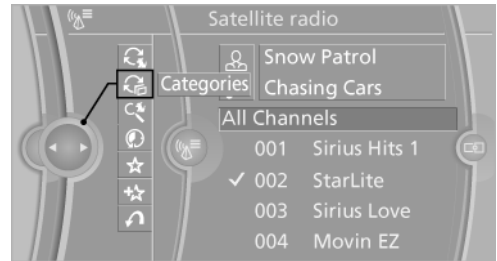 Satellite radio
Snow Patrol
Categories
Chasing Cars
All Channels
001 Sirius Hits 1
002 StarLite
003 Sirius Love
004 Movin EZ